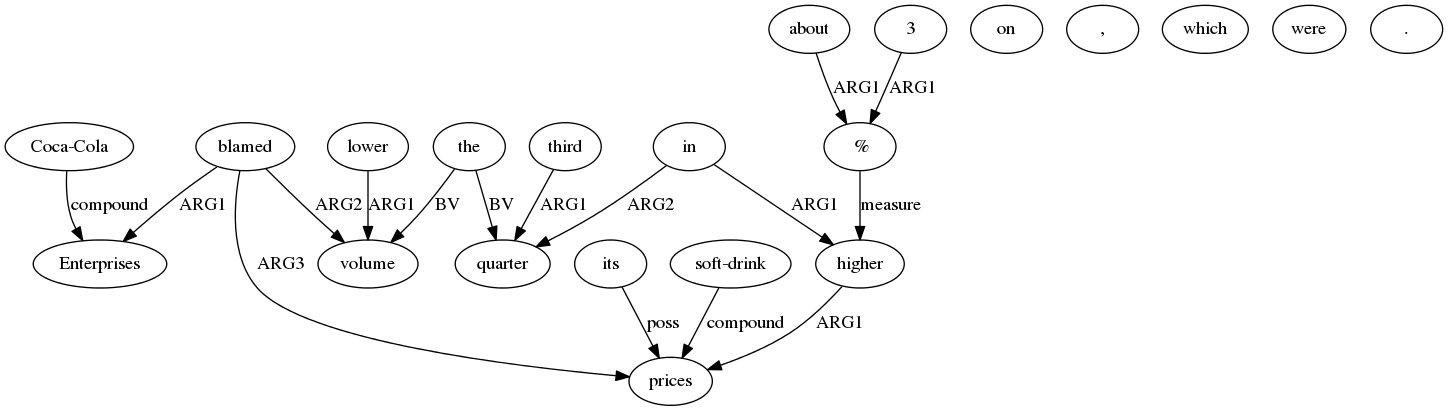 about 3 on , which were .
ARG1 ARG1
Coca-Cola blamed lower the third in %
compound ARG1 ARG2 ARG1 BV BV ARG1 ARG2 ARG1 measure
Enterprises ARG3 volume quarter its soft-drink higher
poss compound ARG1
prices